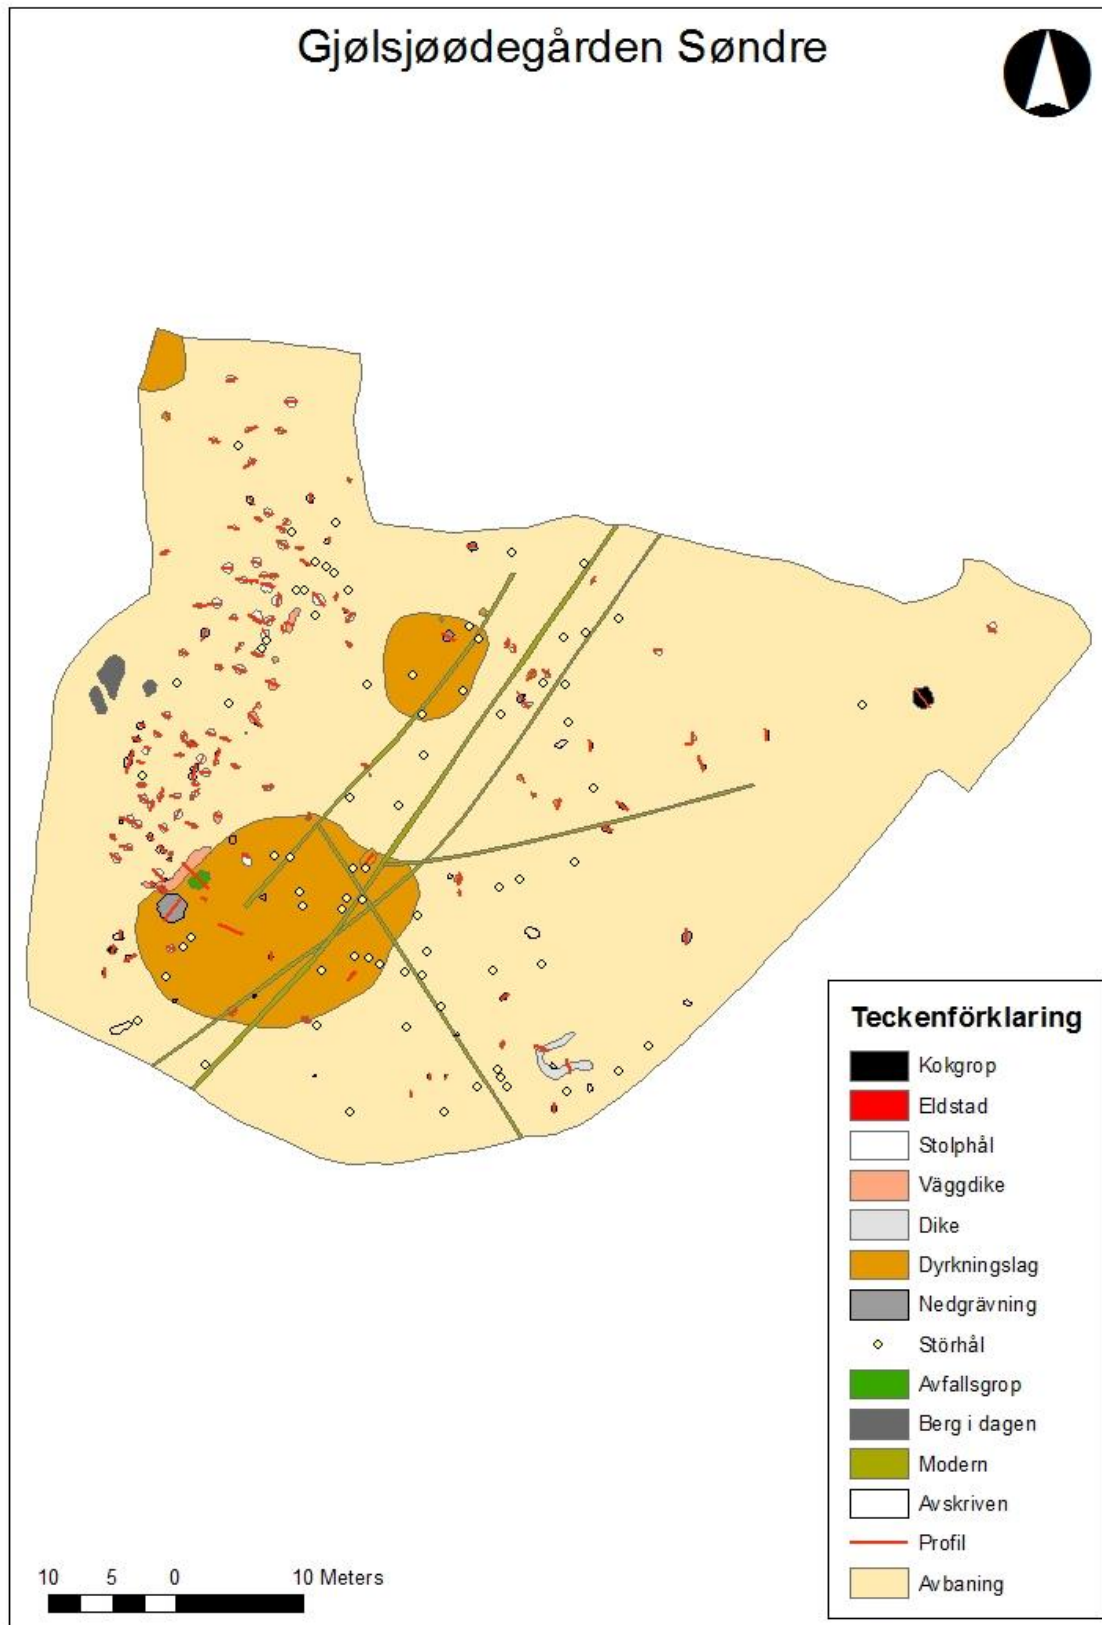 Gjølsjøødegården Søndre
Teckenförklaring
Kokgrop
Eldstad
Stolphål
Väggdike
Dike
Dyrkningslag
Nedgrävning
Störhål
Avfallsgrop
Berg i dagen
Modern
Avskriven
Profil
Avbaning
10 5 0 10 Meters